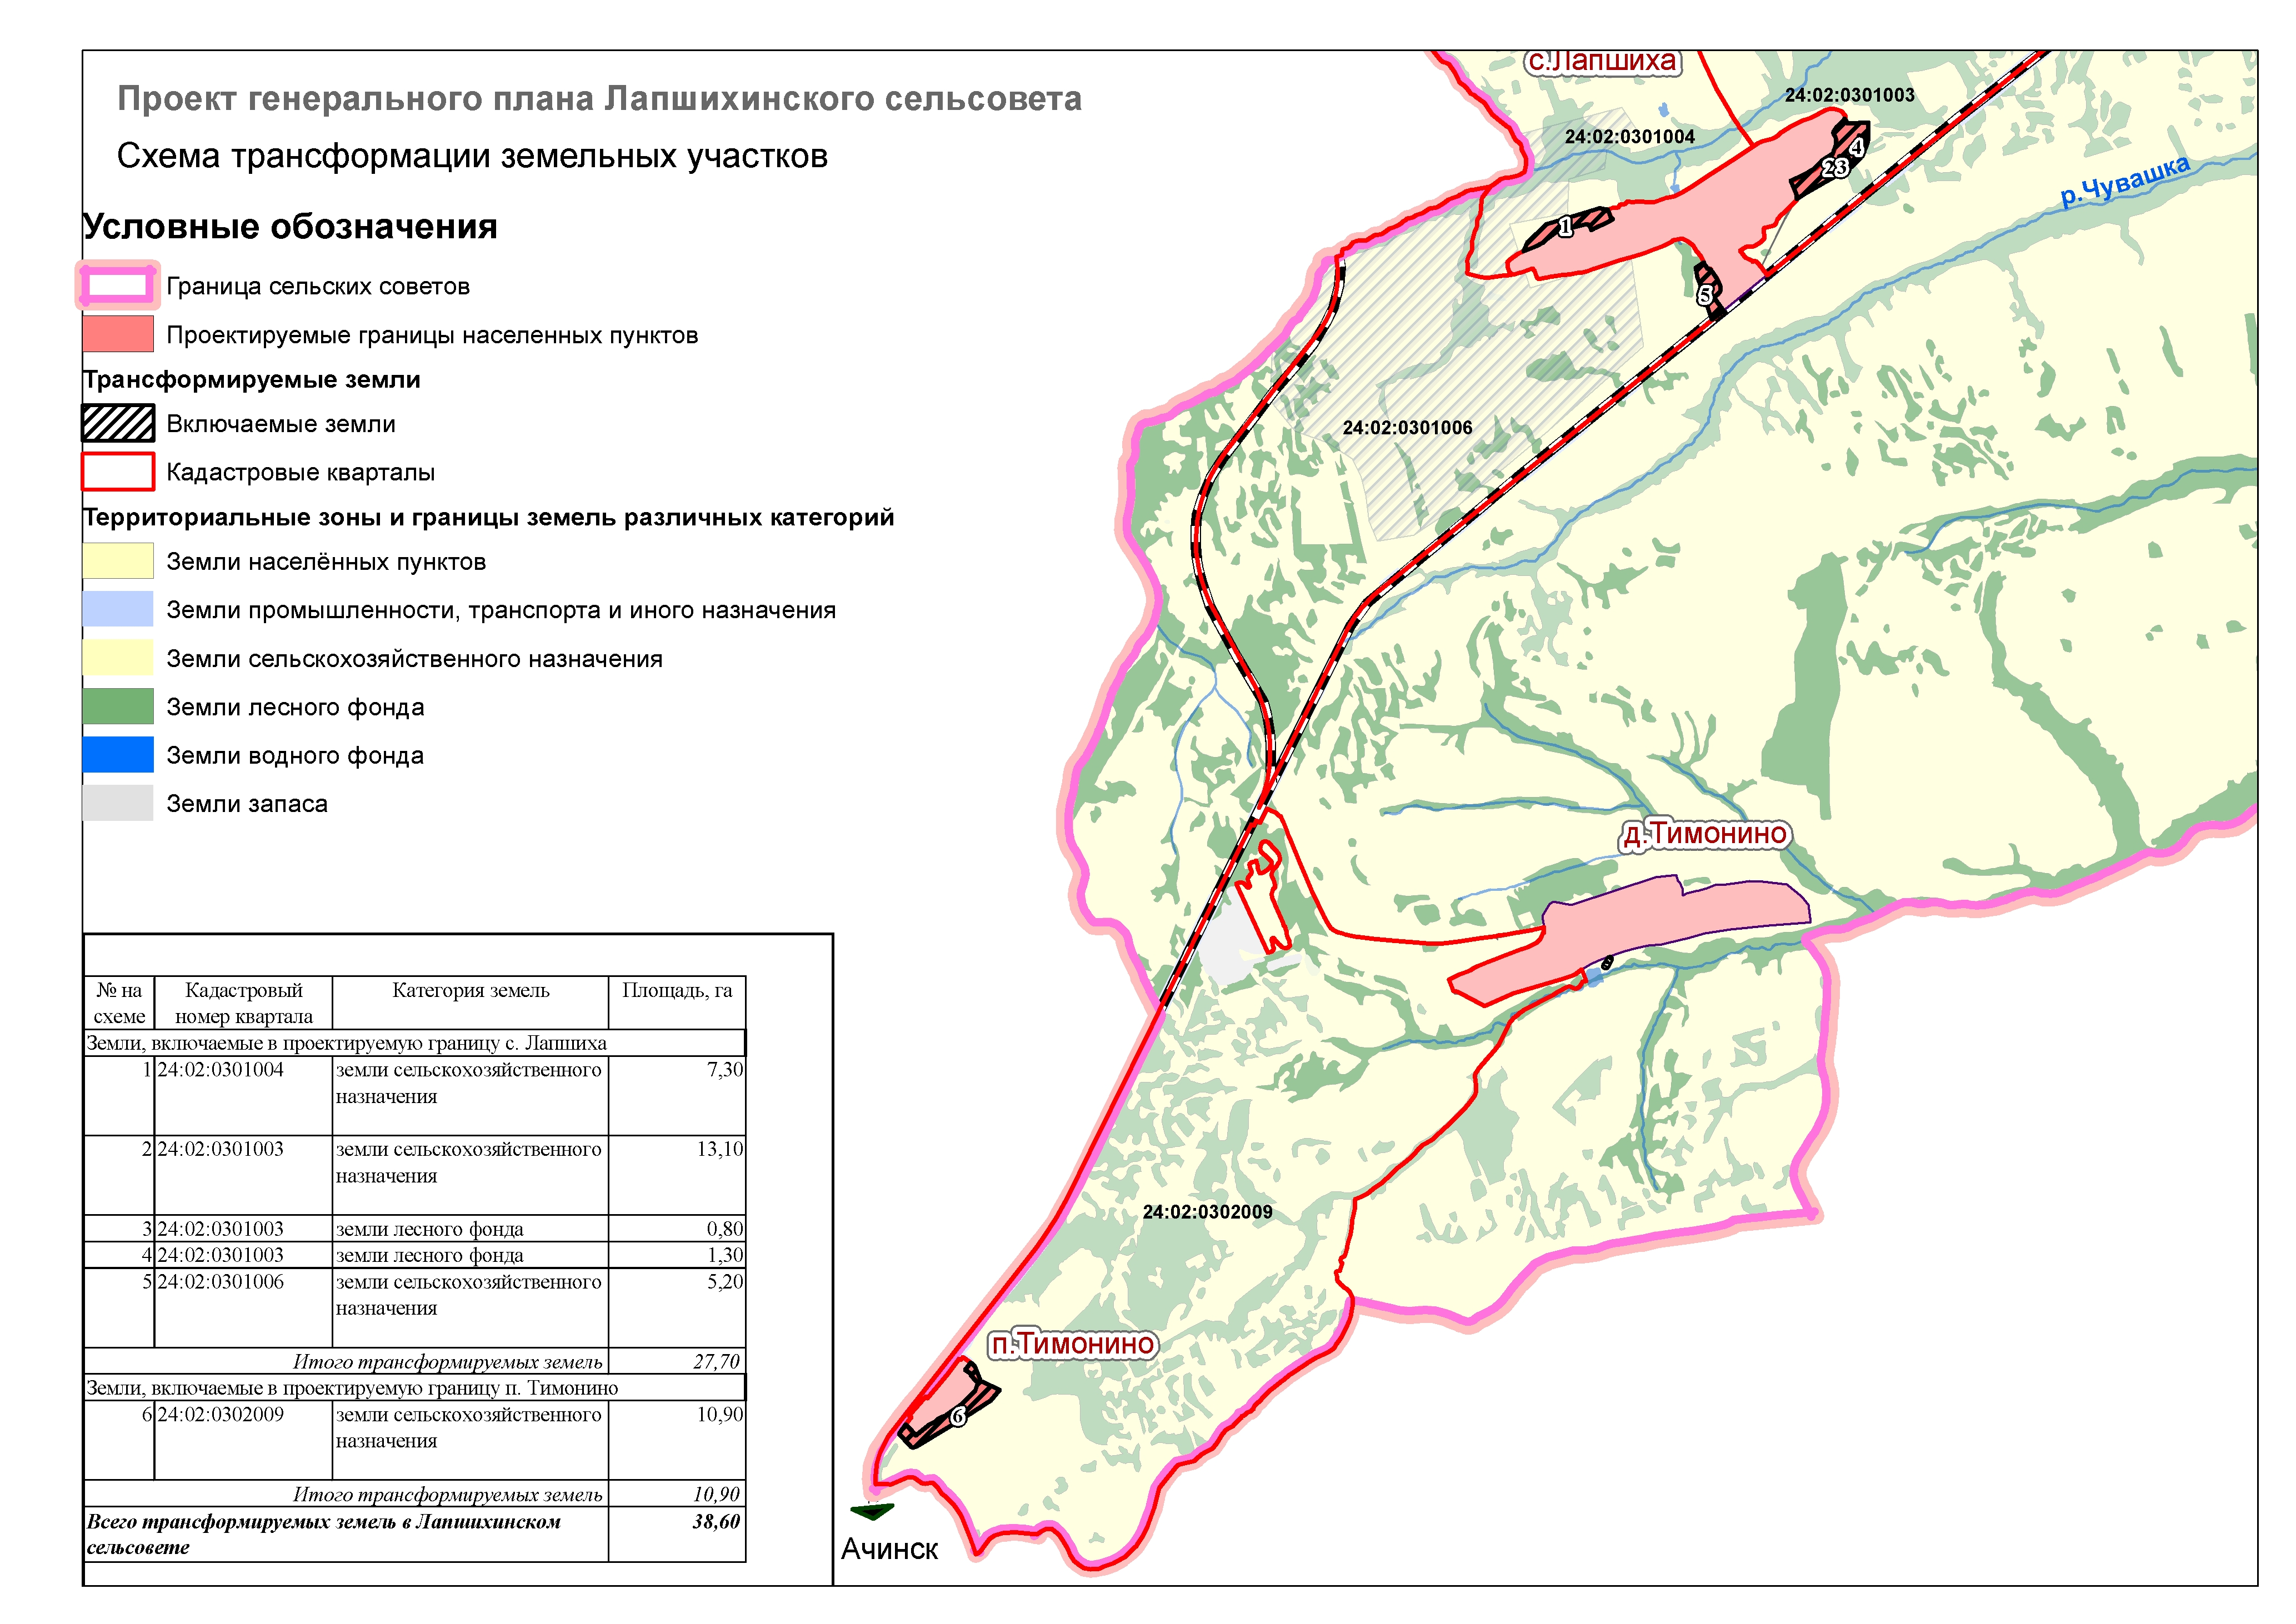 Проект генерального плана Лапшихинского сельсовета
Схема трансформации земельных участков
Условные обозначения
Граница сельских советов
Проектируемые границы населенных пунктов
Трансформируемые земли
Включаемые земли
Кадастровые кварталы
Территориальные зоны и границы земель различных категорий
Земли населённых пунктов
Земли промышленности, транспорта и иного назначения
Земли сельскохозяйственного назначения
Земли лесного фонда
Земли водного фонда
Земли запаса
№ на схеме Кадастровый номер квартала Категория земель Площадь, га
Земли, включаемые в проектируемую границу с. Лапшиха
1 24:02:0301004 земли сельскохозяйственного 7,30
назначения
2 24:02:0301003 земли сельскохозяйственного 13,10
назначения
3 24:02:0301003 земли лесного фонда 0,80
4 24:02:0301003 земли лесного фонда 1,30
5 24:02:0301006 земли сельскохозяйственного 5,20
назначения
Итого трансформируемых земель 27,70
Земли, включаемые в проектируемую границу п. Тимонино
6 24:02:0302009 земли сельскохозяйственного 10,90
назначения
Итого трансформируемых земель 10,90
Всего трансформируемых земель в Лапшихинском 38,60
сельсовете
с.Лапшиха
24:02:0301003
24:02:0301004
4
23
р.Чувашка
1
5
24:02:0301006
д.Тимонино
24:02:0302009
п.Тимонино
6
Ачинск